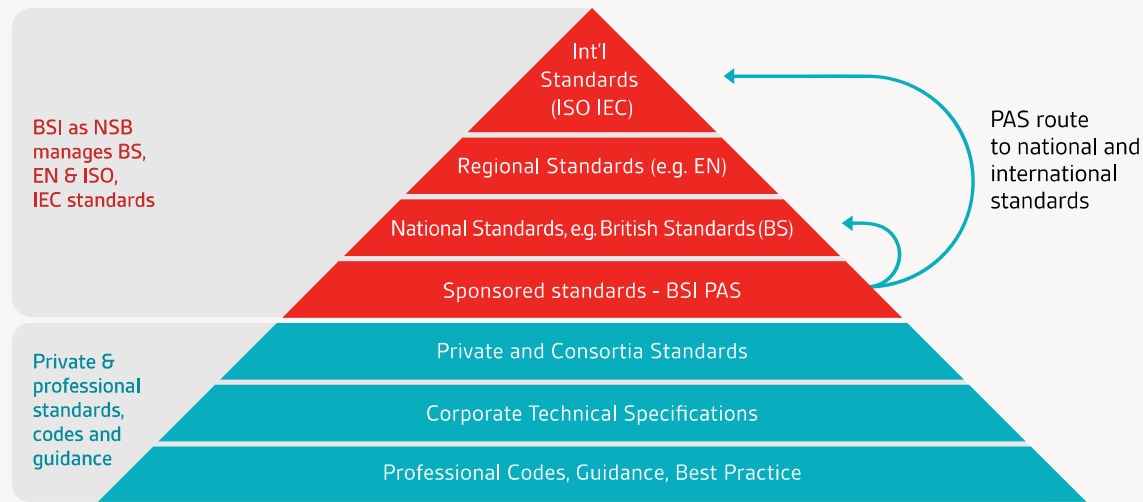 Int'l
Standards
(ISO IEC)
Regional Standards (e.g. EN)
National Standards, e.g. British Standards (BS)
Sponsored standards - BSI PAS
Private and Consortia Standards
Corporate Technical Specifications
Professional Codes, Guidance, Best Practice
BSI as NSB
manages BS,
EN & ISO,
IEC standards
Private &
professional
standards,
codes and
guidance
PAS route
to national and
international
standards